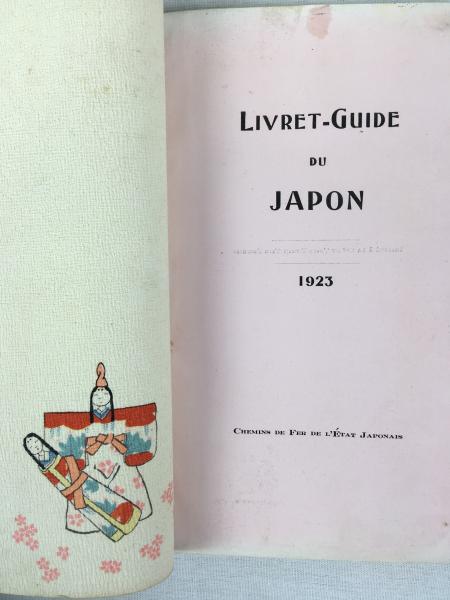 LIVRET-GUIDE
DU
JAPON
1923
CHEMINS DE FER DE L'ÉTAT JAPONAIS